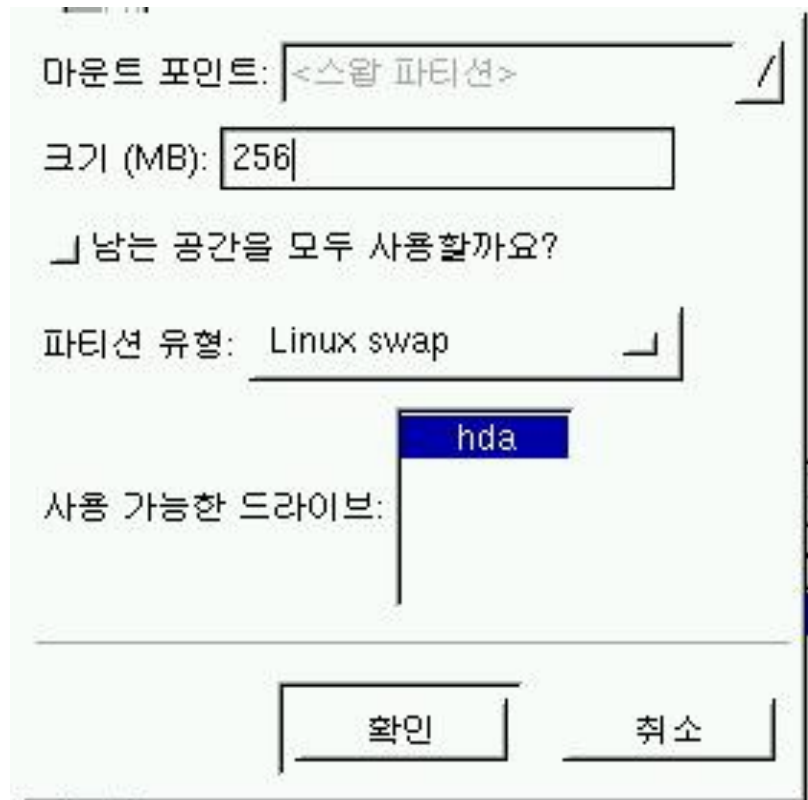 마운트 포인트: <스왑 파티션> /
크기 (MB): 256
남는 공간을 모두 사용할까요?
파티션 유형: Linux swap
hda
사용 가능한 드라이브:
확인 취소